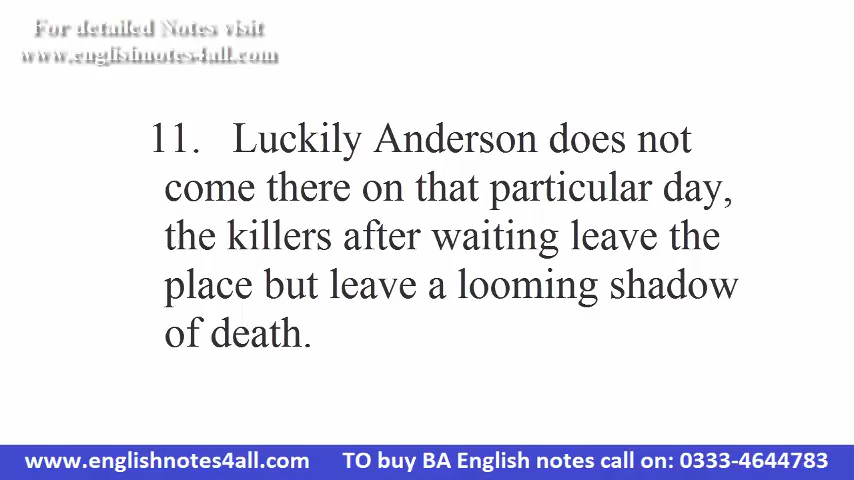 For detailed Notes visit
www.englisinotes4all.com
11. Luckily Anderson does not
come there on that particular day,
the killers after waiting leave the
place but leave a looming shadow
of death.
www.englishnotes4all.com TO buy BA English notes call on: 0333-4644783